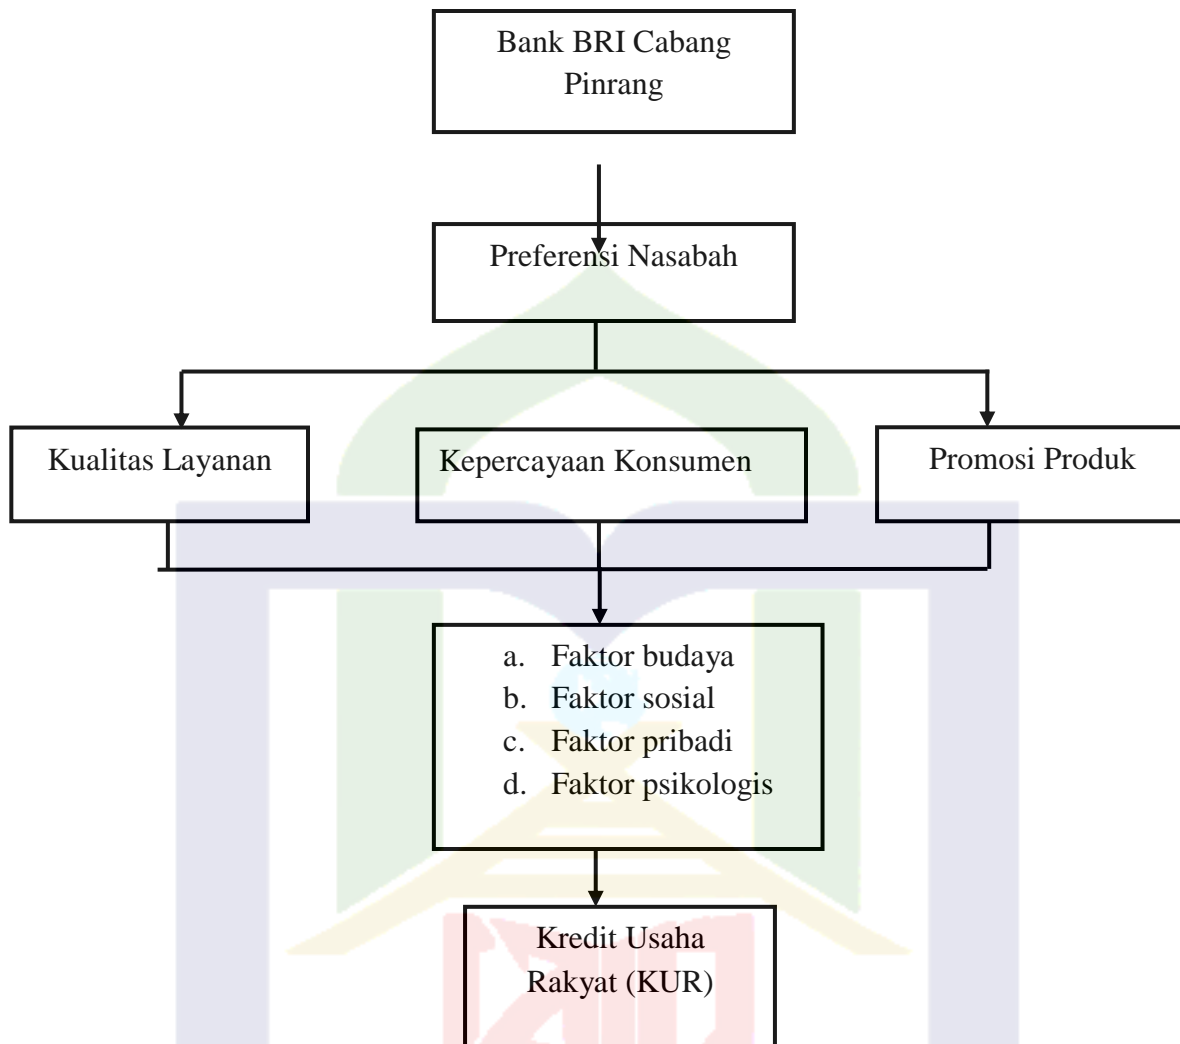 Bank BRI Cabang
Pinrang
Preferensi Nasabah
Kualitas Layanan
Kepercayaan Konsumen
Promosi Produk
a. Faktor budaya
b. Faktor sosial
c. Faktor pribadi
d. Faktor psikologis
Kredit Usaha
Rakyat (KUR)